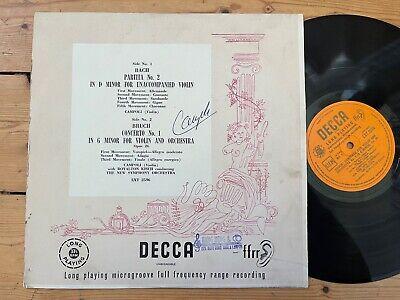 Side No. 1
BACH
PARTITA No. 2
IN D MINOR FOR UNACCOMPANIED VIOLIN
First Movement: Allemande
Second Movement: Courante
Third Movement: Sarabande
Fourth Movement: Gigue
Fifth Movement: Chaconne
CAMPOLI (Violin)
Side No. 2
BRUCH
CONCERTO No. 1
IN G MINOR FOR VIOLIN AND ORCHESTRA
Opus 26
First Movement: Vorspiel—Allegro moderato
Second Movement: Adagio
Third Movement: Finale (Allegro energico)
CAMPOLI (Violin)
with ROYALTON KISCH conducting
THE NEW SYMPHONY ORCHESTRA
Campoli
LONG
PLAYING
DECCA
ffrr
Long playing microgroove full frequency range recording
DECCA